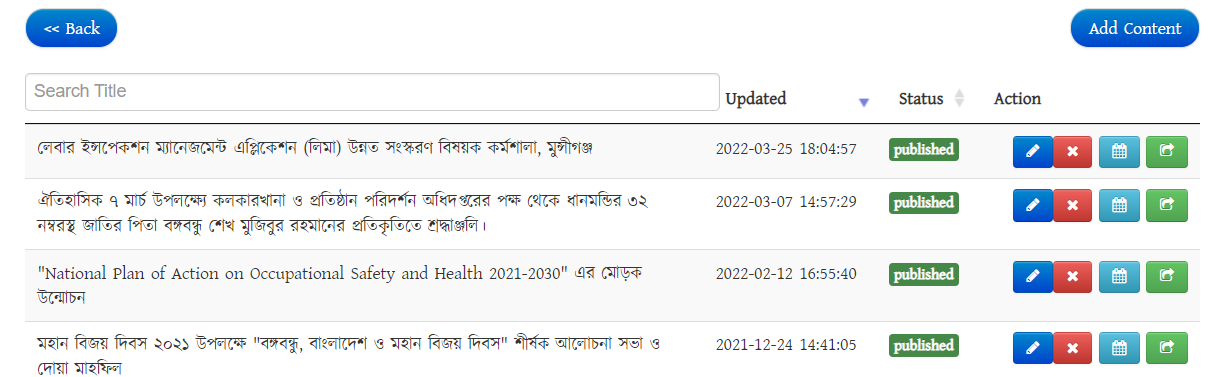 << Back
Add Content
Search Title
Updated
Status
Action
লেবার ইন্সপেকশন ম্যানেজমেন্ট এপ্লিকেশন (লিমা) উন্নত সংস্করণ বিষয়ক কর্মশালা, মুন্সীগঞ্জ
2022-03-25 18:04:57
published
ঐতিহাসিক ৭ মার্চ উপলক্ষ্যে কলকারখানা ও প্রতিষ্ঠান পরিদর্শন অধিদপ্তরের পক্ষ থেকে ধানমন্ডির ৩২
নম্বরস্থ জাতির পিতা বঙ্গবন্ধু শেখ মুজিবুর রহমানের প্রতিকৃতিতে শ্রদ্ধাঞ্জলি।
2022-03-07 14:57:29
published
"National Plan of Action on Occupational Safety and Health 2021-2030" এর মোড়ক
উন্মোচন
2022-02-12 16:55:40
published
মহান বিজয় দিবস ২০২১ উপলক্ষে "বঙ্গবন্ধু, বাংলাদেশ ও মহান বিজয় দিবস" শীর্ষক আলোচনা সভা ও
দোয়া মাহফিল
2021-12-24 14:41:05
published